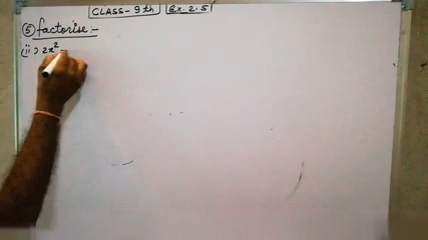 CLASS-9th Ex.2.5
⑤ factorise:-
(ii) 2x²